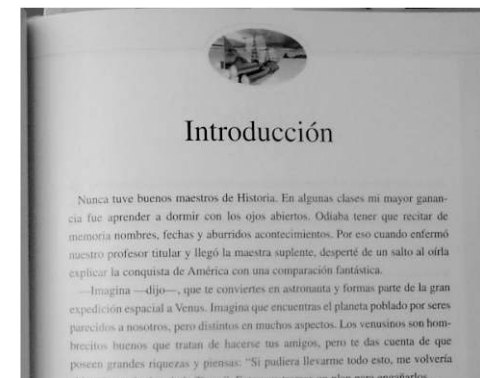 Introducción
Nunca tuve buenos maestros de Historia. En algunas clases mi mayor ganan-
cia fue aprender a dormir con los ojos abiertos. Odiaba tener que recitar de
memoria nombres, fechas y aburridos acontecimientos. Por eso cuando enfermó
nuestro profesor titular y llegó la maestra suplente, desperté de un salto al oírla
explicar la conquista de América con una comparación fantástica.
—Imagina —dijo—, que te conviertes en astronauta y formas parte de la gran
expedición espacial a Venus. Imagina que encuentras el planeta poblado por seres
parecidos a nosotros, pero distintos en muchos aspectos. Los venusinos son hom-
brecitos buenos que tratan de hacerse tus amigos, pero te das cuenta de que
poseen grandes riquezas y piensas: “Si pudiera llevarme todo esto, me volvería